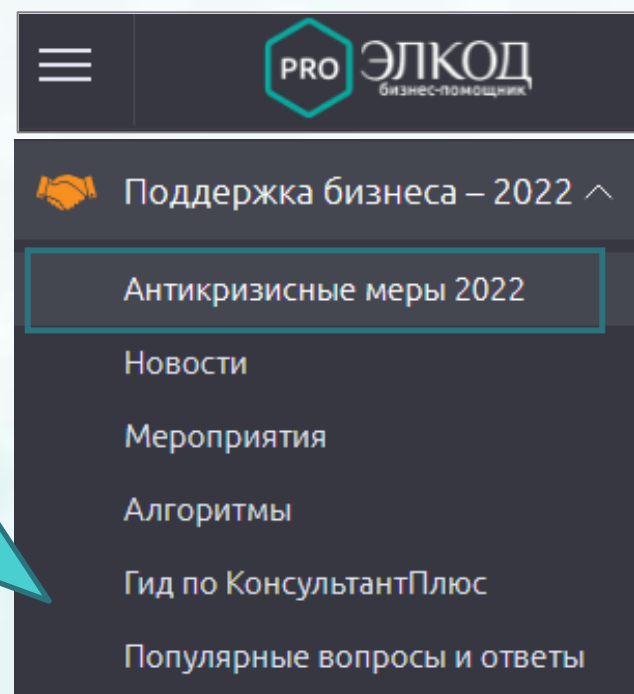 PRO ЭЛКОД
бизнес-помощник
Поддержка бизнеса – 2022
Антикризисные меры 2022
Новости
Мероприятия
Алгоритмы
Гид по КонсультантПлюс
Популярные вопросы и ответы